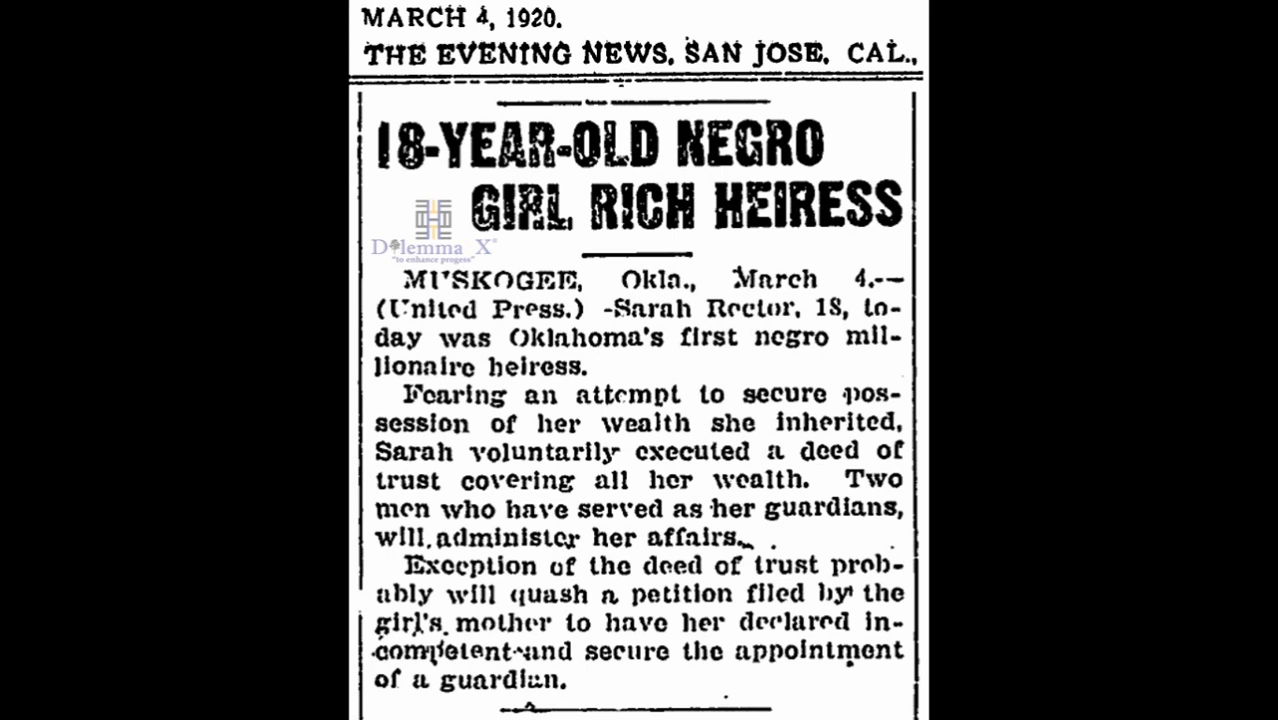 MARCH 4, 1920.
THE EVENING NEWS, SAN JOSE, CAL.,
18-YEAR-OLD NEGRO
GIRL RICH HEIRESS
Dilemma X®
"to enhance progess"
MUSKOGEE, Okla., March 4.—
(United Press.) -Sarah Rector, 18, to-
day was Oklahoma's first negro mil-
lionaire heiress.
Fearing an attempt to secure pos-
session of her wealth she inherited,
Sarah voluntarily executed a deed of
trust covering all her wealth. Two
men who have served as her guardians,
will administer her affairs.
Exception of the deed of trust prob-
ably will quash a petition filed by the
girl's mother to have her declared in-
competent and secure the appointment
of a guardian.